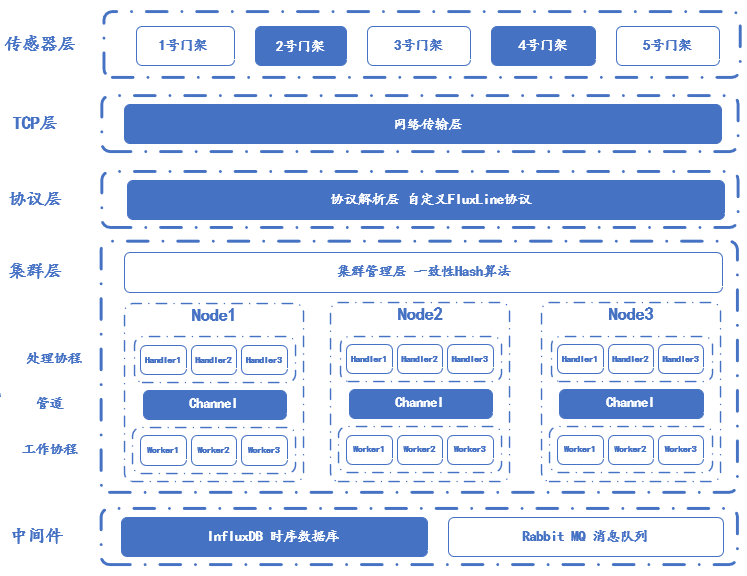 传感器层
1号门架 2号门架 3号门架 4号门架 5号门架
TCP层
网络传输层
协议层
协议解析层 自定义FluxLine协议
集群层
集群管理层 一致性Hash算法
Node1 Node2 Node3
处理协程
Handler1 Handler2 Handler3 Handler1 Handler2 Handler3 Handler1 Handler2 Handler3
管道
Channel Channel Channel
工作协程
Worker1 Worker2 Worker3 Worker1 Worker2 Worker3 Worker1 Worker2 Worker3
中间件
InfluxDB 时序数据库 Rabbit MQ 消息队列